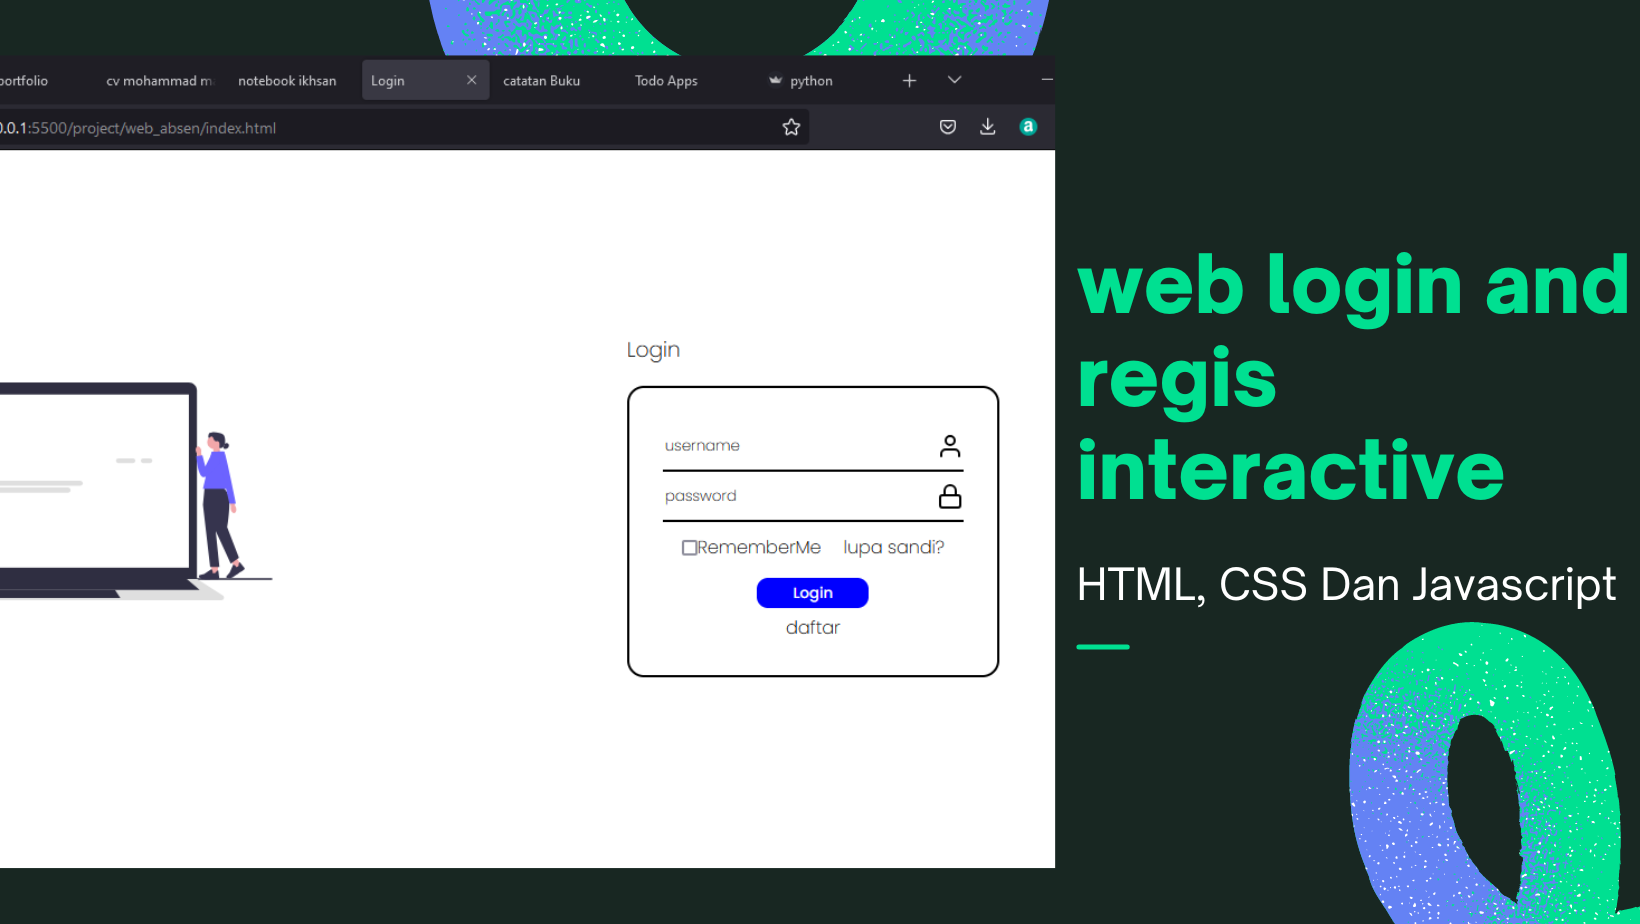 portfolio
cv mohammad m
notebook ikhsan
Login
catatan Buku
Todo Apps
python
0.0.1:5500/project/web_absen/index.html
a
Login
username
password
RememberMe
lupa sandi?
Login
daftar
web login and
regis
interactive
HTML, CSS Dan Javascript